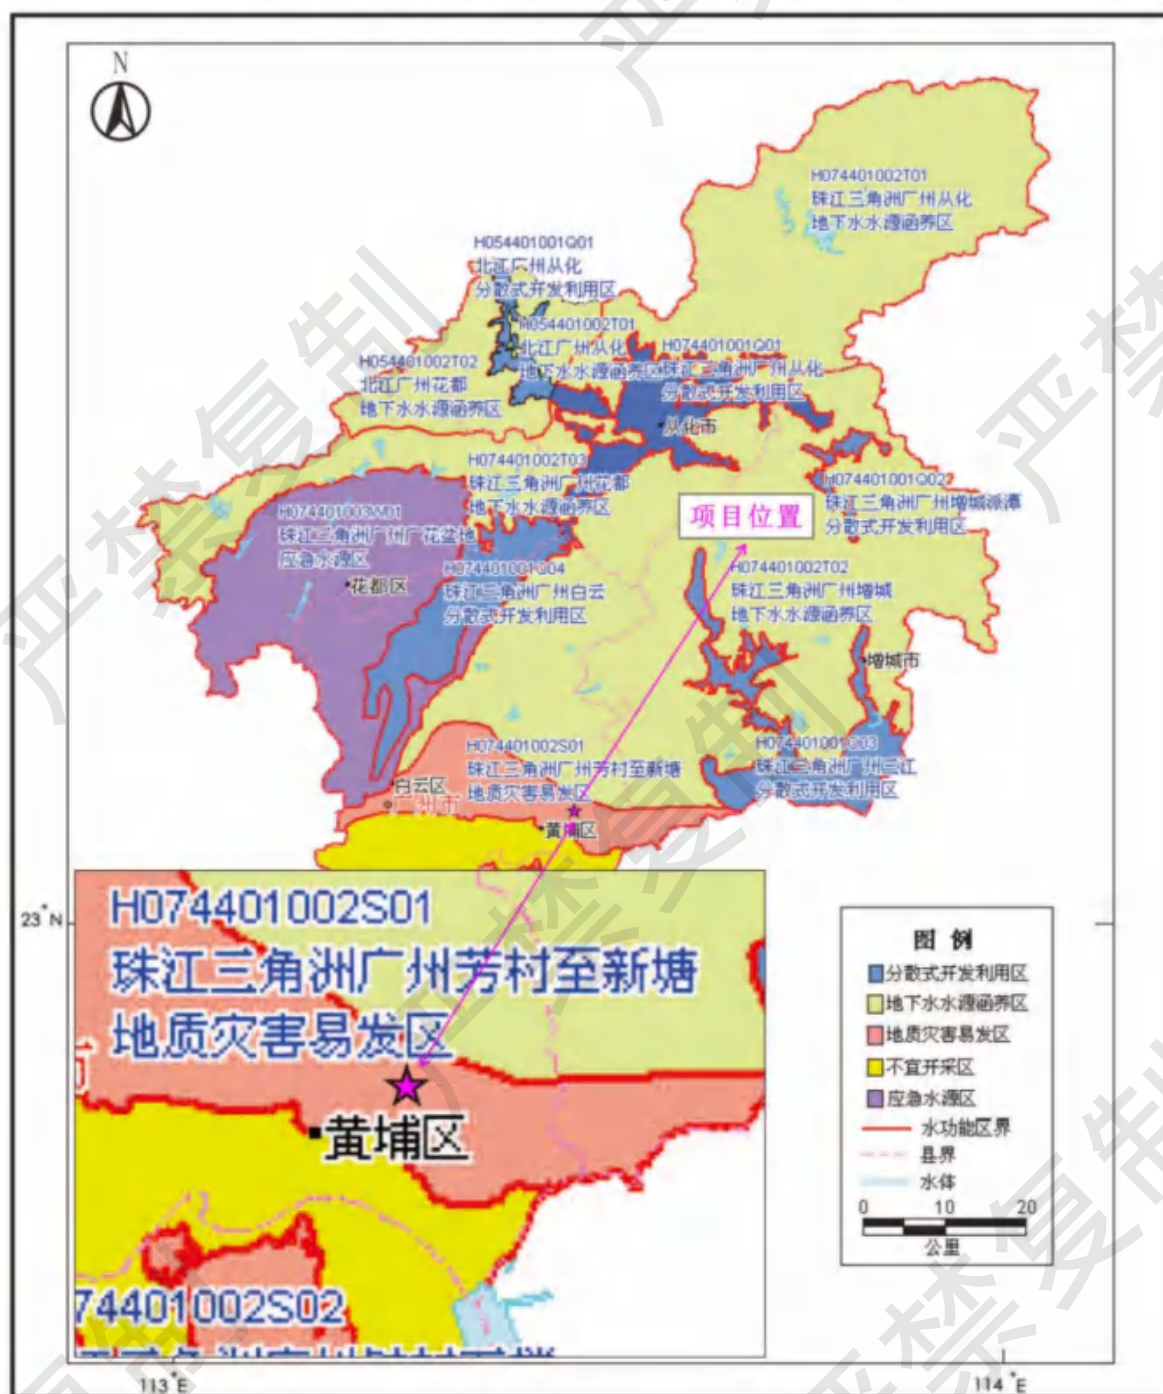 N
H074401002T01
珠江三角洲广州从化
地下水水源涵养区
H054401001Q01
北江广州从化
分散式开发利用区
H054401002T01
北江广州从化
地下水水源涵养区
H054401002T02
北江广州花都
地下水水源涵养区
H074401001Q01
珠江三角洲广州从化
分散式开发利用区
从化市
H074401002T03
珠江三角洲广州花都
地下水水源涵养区
H074401001Q02
珠江三角洲广州增城派潭
分散式开发利用区
项目位置
H074401003W01
珠江三角洲广州广花盆地
应急水源区
花都区
H074401001Q04
珠江三角洲广州白云
分散式开发利用区
H074401002T02
珠江三角洲广州增城
地下水水源涵养区
增城市
H074401002S01
珠江三角洲广州芳村至新塘
地质灾害易发区
H074401001Q03
珠江三角洲广州三江
分散式开发利用区
白云区
广州市
黄埔区
H074401002S01
珠江三角洲广州芳村至新塘
地质灾害易发区
黄埔区
74401002S02
23°N
图 例
分散式开发利用区
地下水水源涵养区
地质灾害易发区
不宜开采区
应急水源区
水功能区界
县界
水体
0 10 20
公里
113°E
114°E
严禁复制
严禁复制
严禁复制
严禁复制